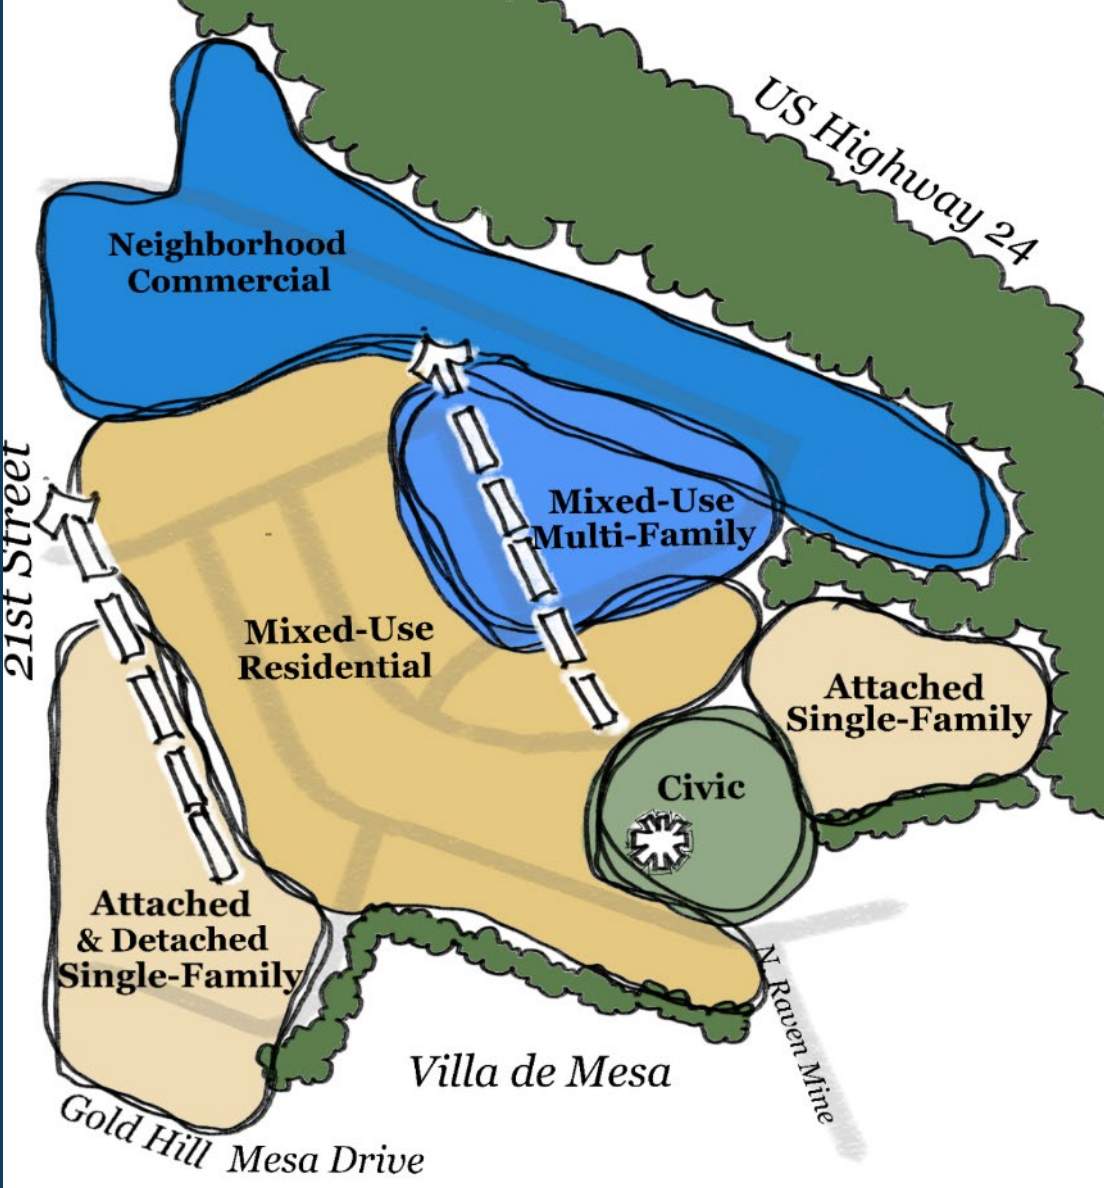 US Highway 24
Neighborhood
Commercial
21st Street
Mixed-Use
Multi-Family
Mixed-Use
Residential
Attached
Single-Family
Civic
Attached
& Detached
Single-Family
N. Raven Mine
Villa de Mesa
Gold Hill Mesa Drive